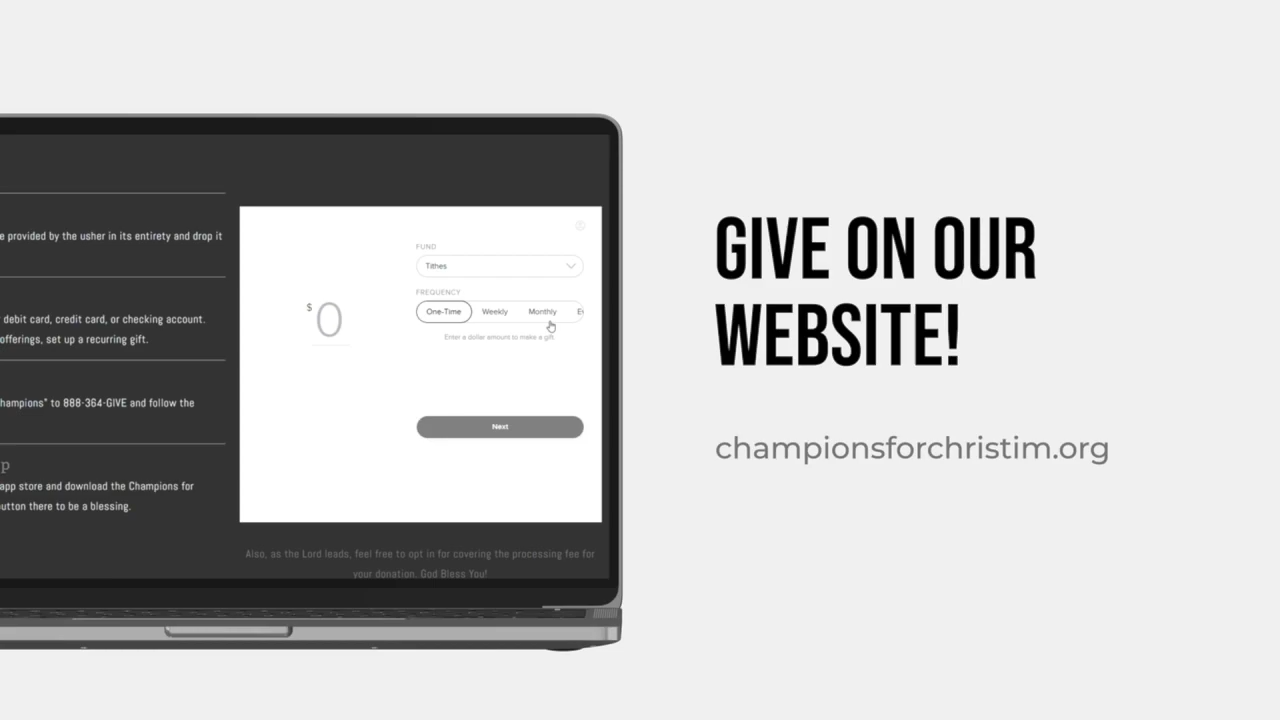 provided by the usher in its entirety and drop it
debit card, credit card, or checking account.
offerings, set up a recurring gift.
to 888-364-GIVE and follow the
app store and download the Champions for
there to be a blessing.
FUND
Tithes
FREQUENCY
One-Time Weekly Monthly
$ 0
Enter a dollar amount to make a gift.
Next
Also, as the Lord leads, feel free to opt in for covering the processing fee for
your donation. God Bless You!
GIVE ON OUR
WEBSITE!
championsforchristim.org